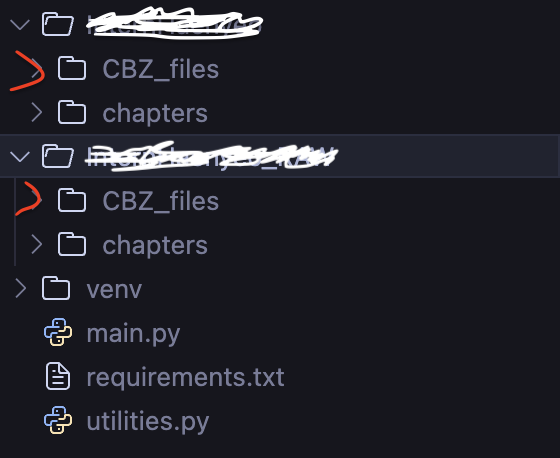 CBZ_files
chapters
CBZ_files
chapters
venv
main.py
requirements.txt
utilities.py